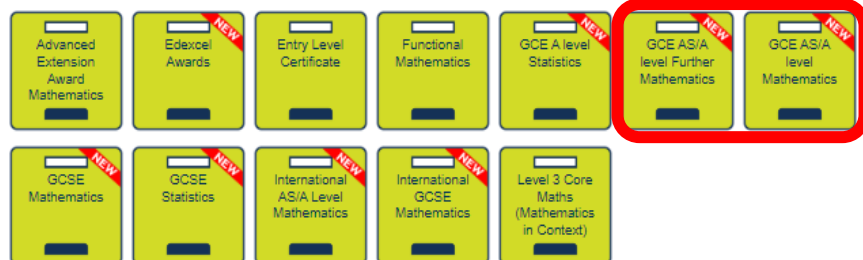 Advanced
Extension
Award
Mathematics
NEW
Edexcel
Awards
Entry Level
Certificate
Functional
Mathematics
NEW
GCE A level
Statistics
NEW
GCE AS/A
level Further
Mathematics
NEW
GCE AS/A
level
Mathematics
NEW
GCSE
Mathematics
NEW
GCSE
Statistics
NEW
International
AS/A Level
Mathematics
NEW
International
GCSE
Mathematics
Level 3 Core
Maths
(Mathematics
in Context)